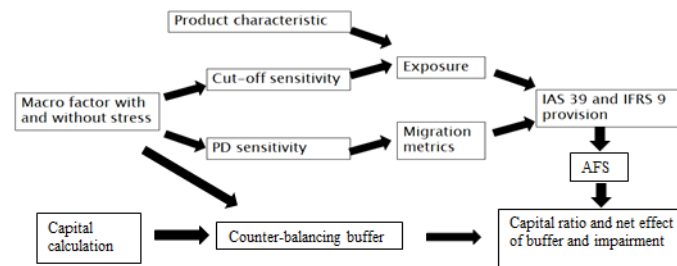 Product characteristic
Cut-off sensitivity
Exposure
Macro factor with
and without stress
IAS 39 and IFRS 9
provision
PD sensitivity
Migration
metrics
AFS
Capital
calculation
Counter-balancing buffer
Capital ratio and net effect
of buffer and impairment